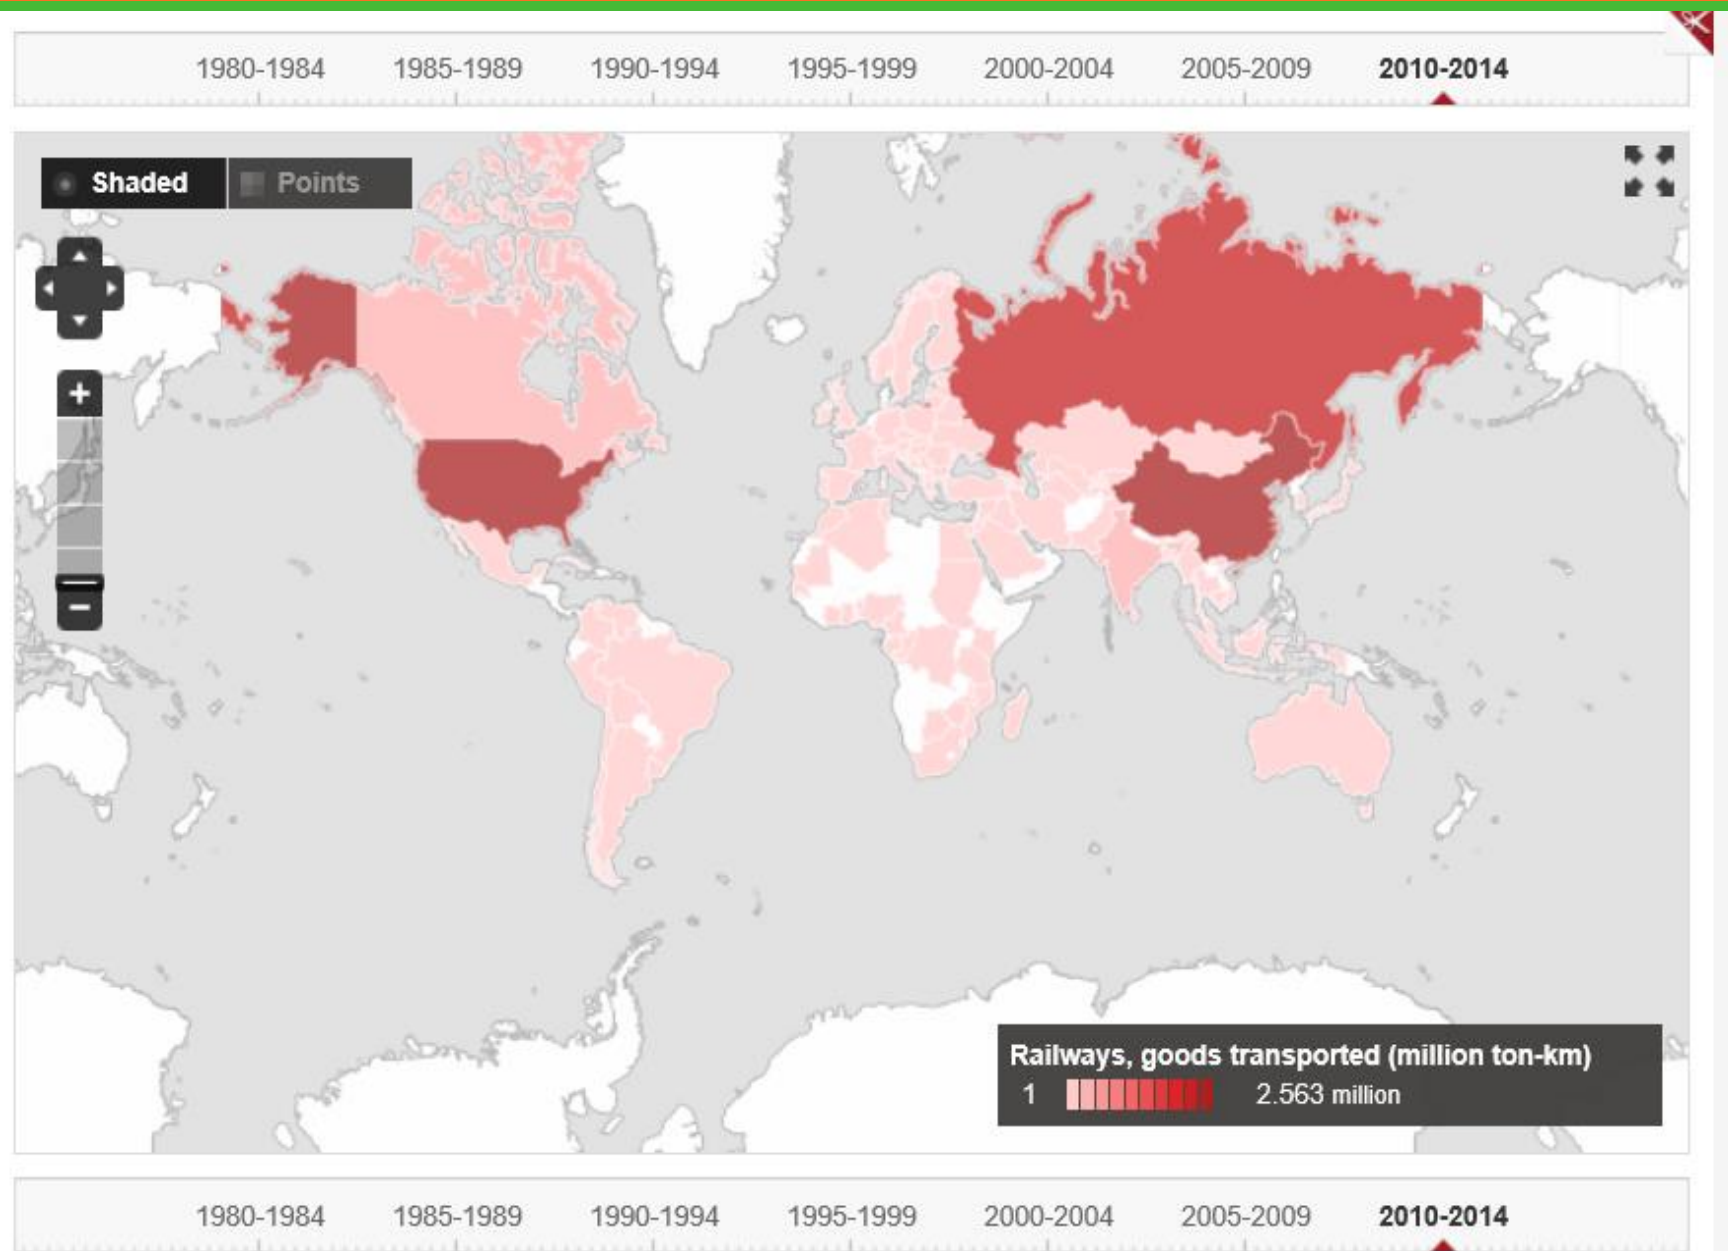 1980-1984 1985-1989 1990-1994 1995-1999 2000-2004 2005-2009 2010-2014
Shaded Points
+
−
Railways, goods transported (million ton-km)
1 2.563 million
1980-1984 1985-1989 1990-1994 1995-1999 2000-2004 2005-2009 2010-2014